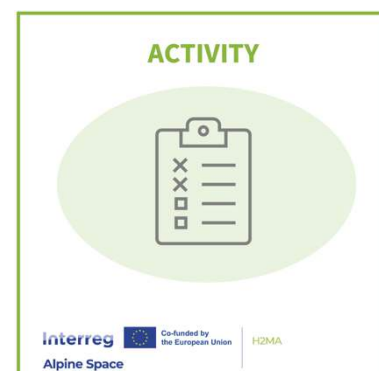 ACTIVITY
Interreg
Co-funded by
the European Union
H2MA
Alpine Space